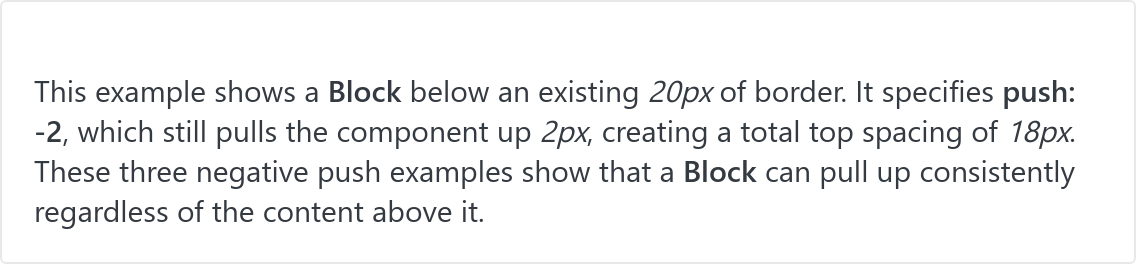 This example shows a Block below an existing 20px of border. It specifies push:
-2, which still pulls the component up 2px, creating a total top spacing of 18px.
These three negative push examples show that a Block can pull up consistently
regardless of the content above it.